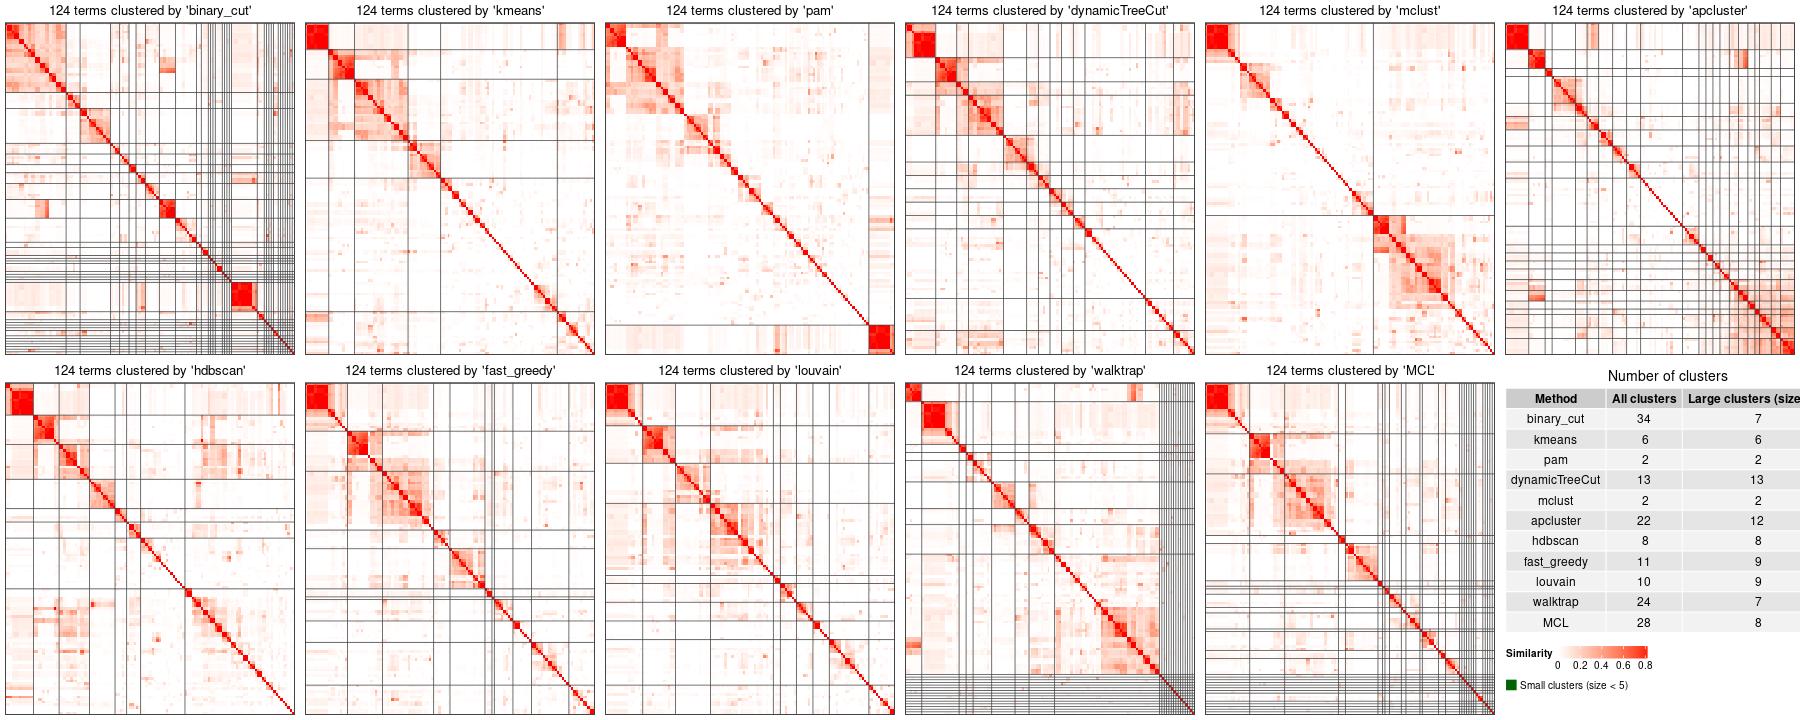 124 terms clustered by 'binary_cut'
124 terms clustered by 'kmeans'
124 terms clustered by 'pam'
124 terms clustered by 'dynamicTreeCut'
124 terms clustered by 'mclust'
124 terms clustered by 'apcluster'
124 terms clustered by 'hdbscan'
124 terms clustered by 'fast_greedy'
124 terms clustered by 'louvain'
124 terms clustered by 'walktrap'
124 terms clustered by 'MCL'
Number of clusters
Method All clusters Large clusters (size
binary_cut 34 7
kmeans 6 6
pam 2 2
dynamicTreeCut 13 13
mclust 2 2
apcluster 22 12
hdbscan 8 8
fast_greedy 11 9
louvain 10 9
walktrap 24 7
MCL 28 8
Similarity
0 0.2 0.4 0.6 0.8
Small clusters (size < 5)